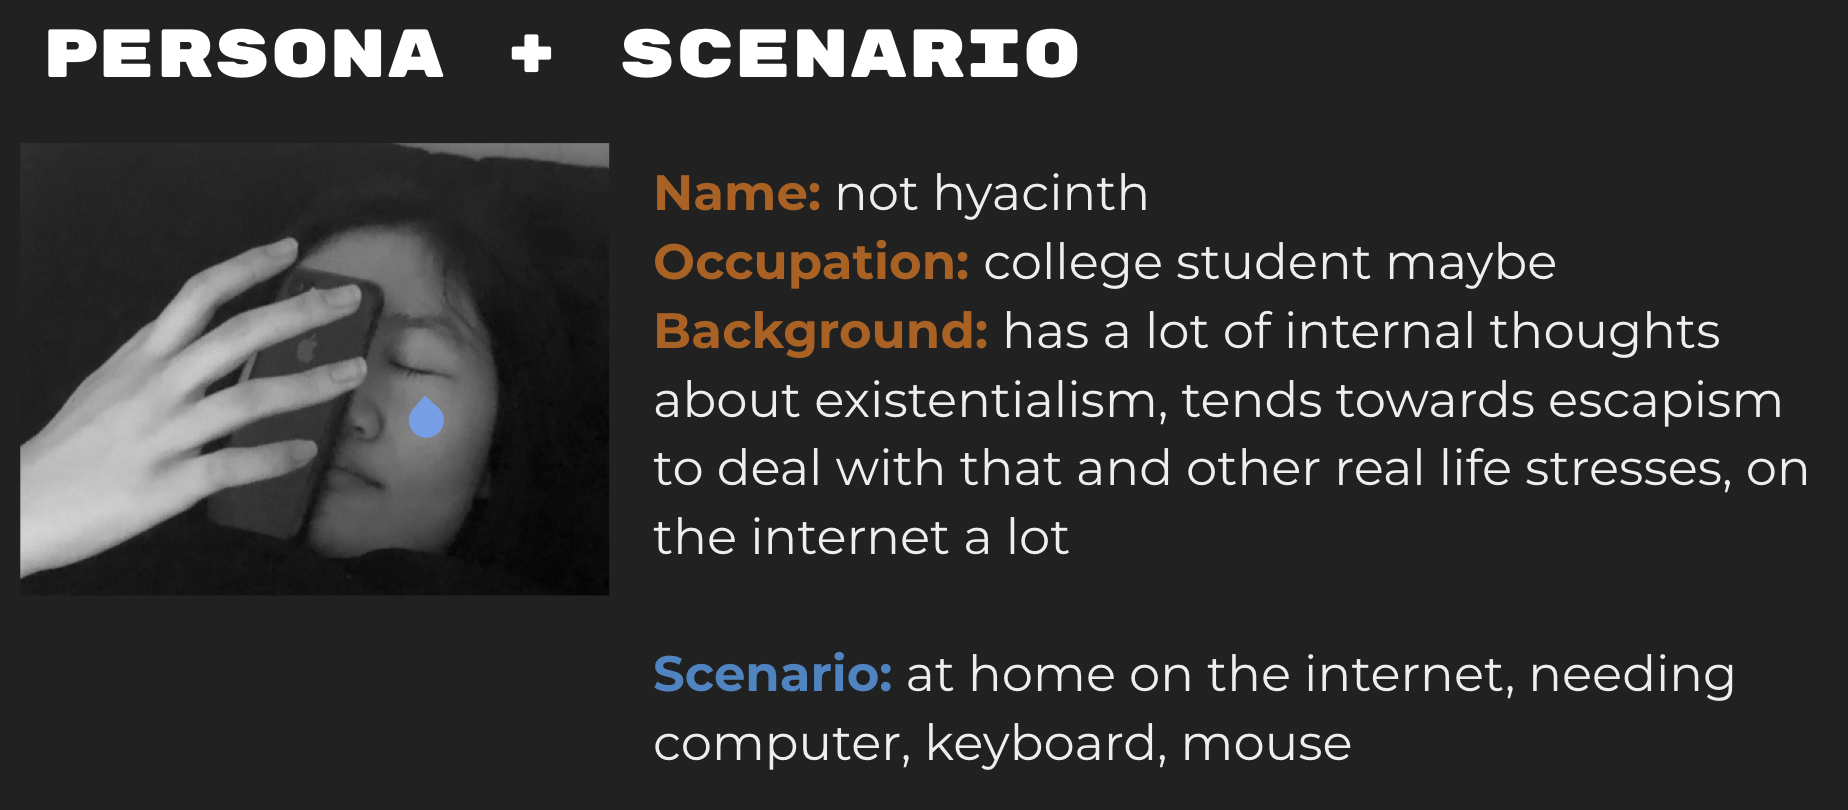 PERSONA + SCENARIO
Name: not hyacinth
Occupation: college student maybe
Background: has a lot of internal thoughts
about existentialism, tends towards escapism
to deal with that and other real life stresses, on
the internet a lot
Scenario: at home on the internet, needing
computer, keyboard, mouse